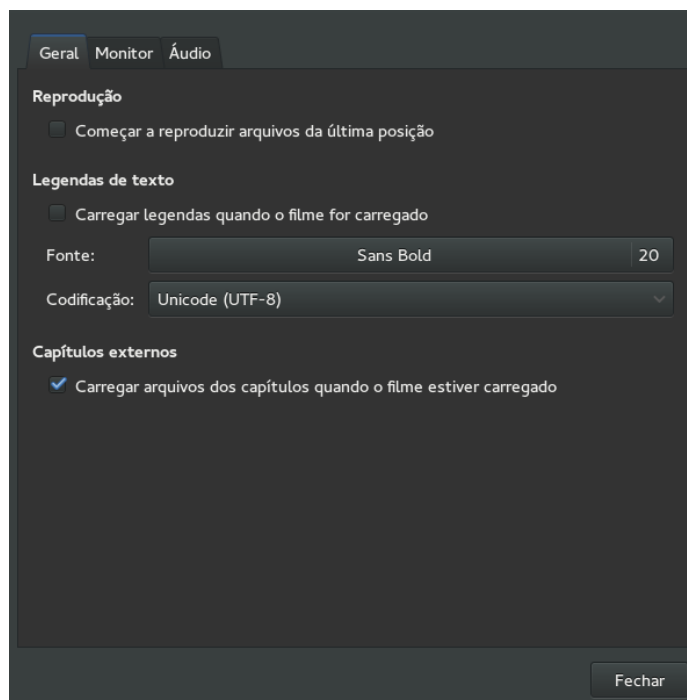 Geral Monitor Áudio
Reprodução
Começar a reproduzir arquivos da última posição
Legendas de texto
Carregar legendas quando o filme for carregado
Fonte: Sans Bold 20
Codificação: Unicode (UTF-8)
Capítulos externos
Carregar arquivos dos capítulos quando o filme estiver carregado
Fechar